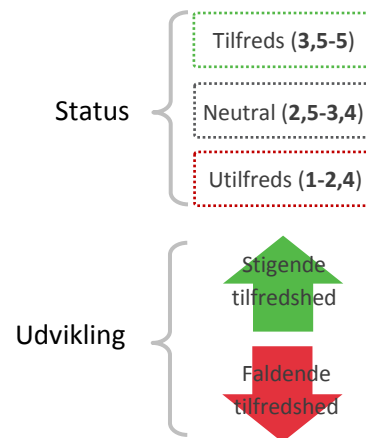 Status
Tilfreds (3,5-5)
Neutral (2,5-3,4)
Utilfreds (1-2,4)
Udvikling
Stigende
tilfredshed
Faldende
tilfredshed